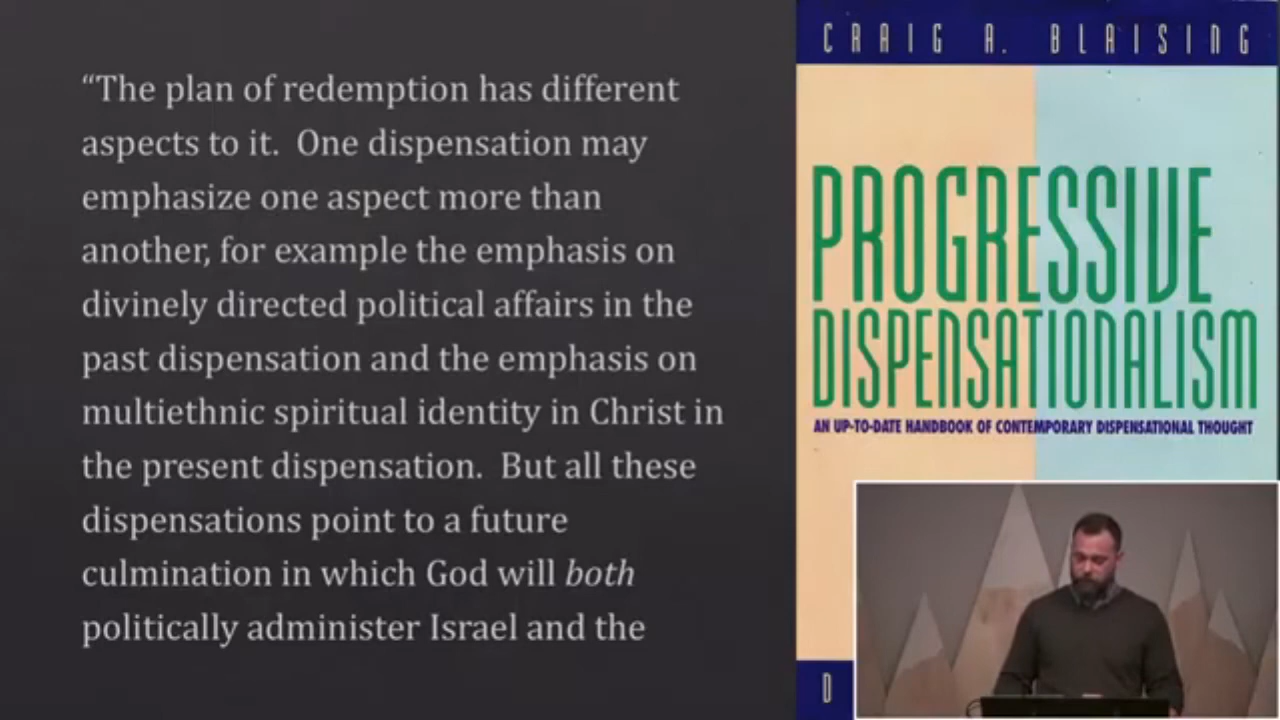 “The plan of redemption has different
aspects to it.  One dispensation may
emphasize one aspect more than
another, for example the emphasis on
divinely directed political affairs in the
past dispensation and the emphasis on
multiethnic spiritual identity in Christ in
the present dispensation.  But all these
dispensations point to a future
culmination in which God will both
politically administer Israel and the
CRAIG A. BLAISING
PROGRESSIVE
DISPENSATIONALISM
AN UP-TO-DATE HANDBOOK OF CONTEMPORARY DISPENSATIONAL THOUGHT
D